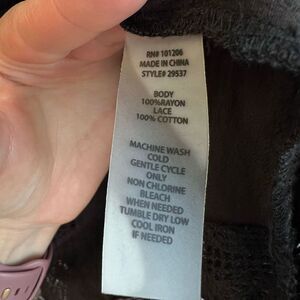 RN# 101206
MADE IN CHINA
STYLE# 29537
BODY
100%RAYON
LACE
100% COTTON
MACHINE WASH
COLD
GENTLE CYCLE
ONLY
NON CHLORINE
BLEACH
WHEN NEEDED
TUMBLE DRY LOW
COOL IRON
IF NEEDED